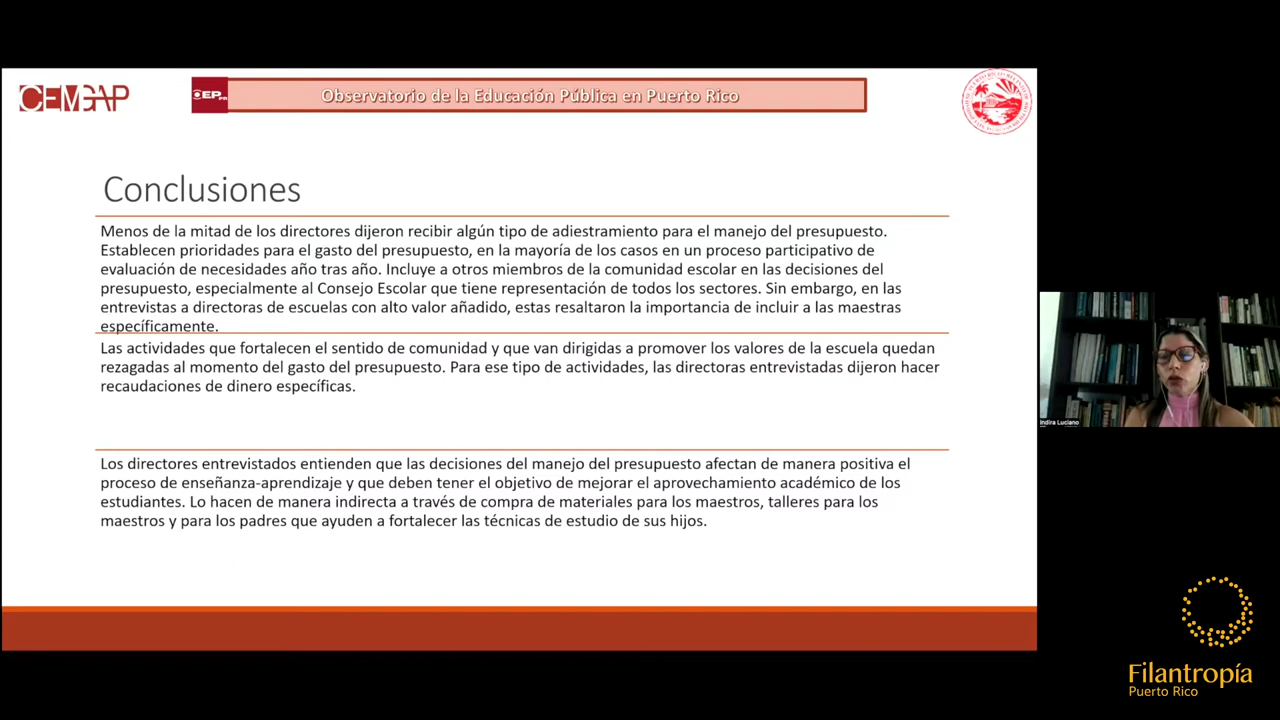 CEMGAP
OEPPR
Observatorio de la Educación Pública en Puerto Rico
Conclusiones
Menos de la mitad de los directores dijeron recibir algún tipo de adiestramiento para el manejo del presupuesto.
Establecen prioridades para el gasto del presupuesto, en la mayoría de los casos en un proceso participativo de
evaluación de necesidades año tras año. Incluye a otros miembros de la comunidad escolar en las decisiones del
presupuesto, especialmente al Consejo Escolar que tiene representación de todos los sectores. Sin embargo, en las
entrevistas a directoras de escuelas con alto valor añadido, estas resaltaron la importancia de incluir a las maestras
específicamente.
Las actividades que fortalecen el sentido de comunidad y que van dirigidas a promover los valores de la escuela quedan
rezagadas al momento del gasto del presupuesto. Para ese tipo de actividades, las directoras entrevistadas dijeron hacer
recaudaciones de dinero específicas.
Los directores entrevistados entienden que las decisiones del manejo del presupuesto afectan de manera positiva el
proceso de enseñanza-aprendizaje y que deben tener el objetivo de mejorar el aprovechamiento académico de los
estudiantes. Lo hacen de manera indirecta a través de compra de materiales para los maestros, talleres para los
maestros y para los padres que ayuden a fortalecer las técnicas de estudio de sus hijos.
Indira Luciano
Filantropía
Puerto Rico